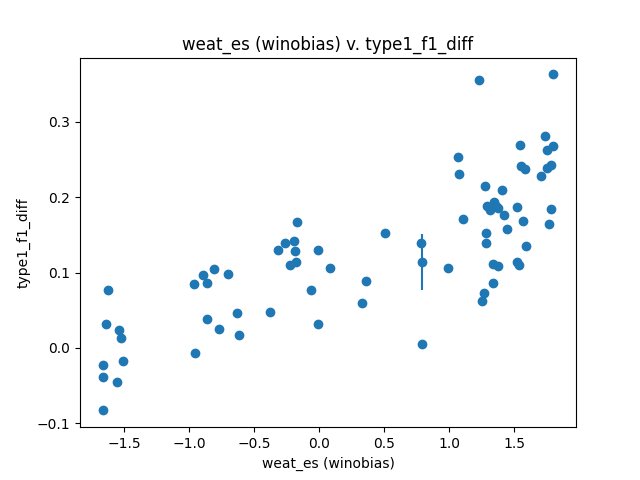 weat_es (winobias) v. type1_f1_diff
type1_f1_diff
0.3
0.2
0.1
0.0
−0.1
−1.5 −1.0 −0.5 0.0 0.5 1.0 1.5
weat_es (winobias)